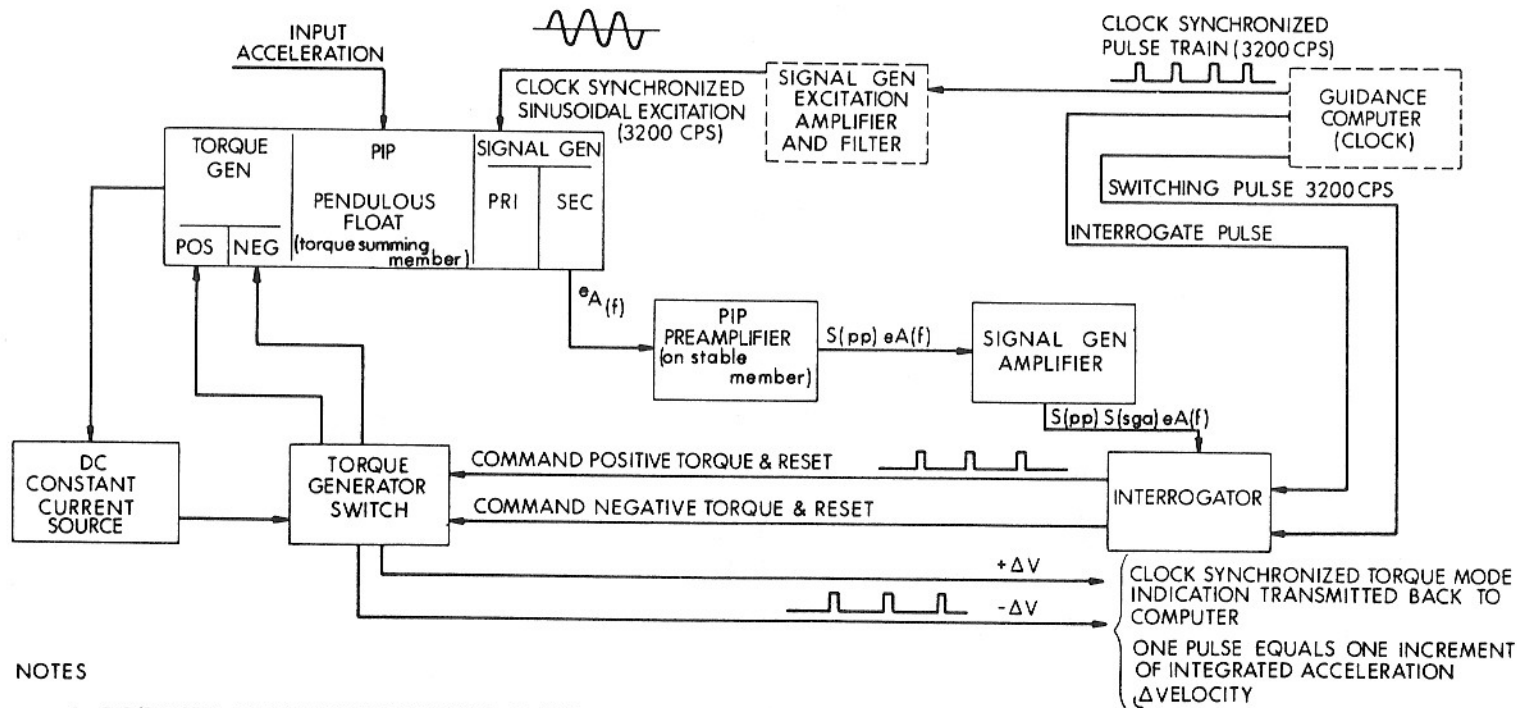 INPUT
ACCELERATION
CLOCK SYNCHRONIZED
SINUSOIDAL EXCITATION
(3200 CPS)
SIGNAL GEN
EXCITATION
AMPLIFIER
AND FILTER
CLOCK SYNCHRONIZED
PULSE TRAIN (3200 CPS)
GUIDANCE
COMPUTER
(CLOCK)
SWITCHING PULSE 3200 CPS
INTERROGATE PULSE
TORQUE
GEN
POS
NEG
PIP
PENDULOUS
FLOAT
(torque summing
member)
SIGNAL GEN
PRI
SEC
eA(f)
PIP
PREAMPLIFIER
(on stable
member)
S(pp) eA(f)
SIGNAL GEN
AMPLIFIER
S(pp) S(sga) eA(f)
DC
CONSTANT
CURRENT
SOURCE
TORQUE
GENERATOR
SWITCH
COMMAND POSITIVE TORQUE & RESET
COMMAND NEGATIVE TORQUE & RESET
INTERROGATOR
+ΔV
-ΔV
CLOCK SYNCHRONIZED TORQUE MODE
INDICATION TRANSMITTED BACK TO
COMPUTER
ONE PULSE EQUALS ONE INCREMENT
OF INTEGRATED ACCELERATION
ΔVELOCITY
NOTES